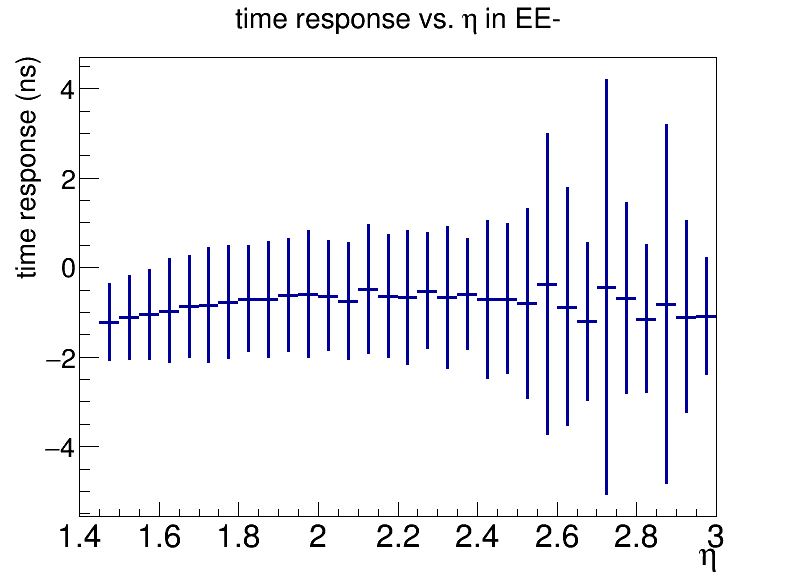 time response vs. η in EE-
time response (ns)
4
2
0
−2
−4
1.4 1.6 1.8 2 2.2 2.4 2.6 2.8 3
η